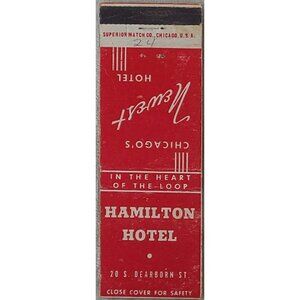 SUPERIOR MATCH CO., CHICAGO, U.S.A.
24
CHICAGO'S
Newest
HOTEL
IN THE HEART
OF THE LOOP
HAMILTON
HOTEL
20 S. DEARBORN ST
CLOSE COVER FOR SAFETY